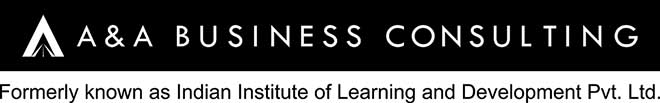 A&A BUSINESS CONSULTING
Formerly known as Indian Institute of Learning and Development Pvt. Ltd.